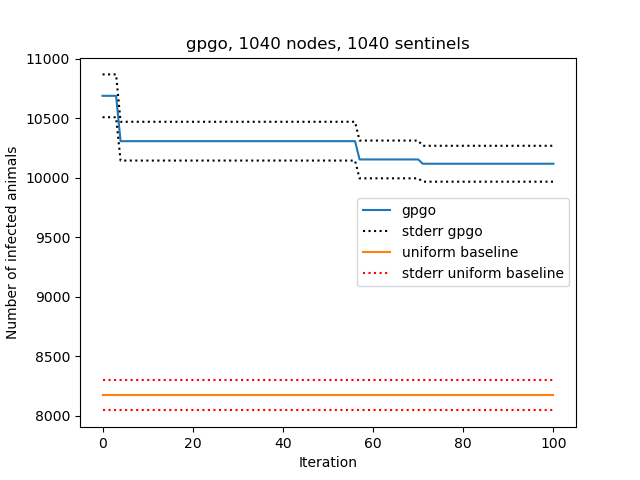 gpgo, 1040 nodes, 1040 sentinels
Number of infected animals
11000
10500
10000
9500
9000
8500
8000
gpgo
stderr gpgo
uniform baseline
stderr uniform baseline
0 20 40 60 80 100
Iteration